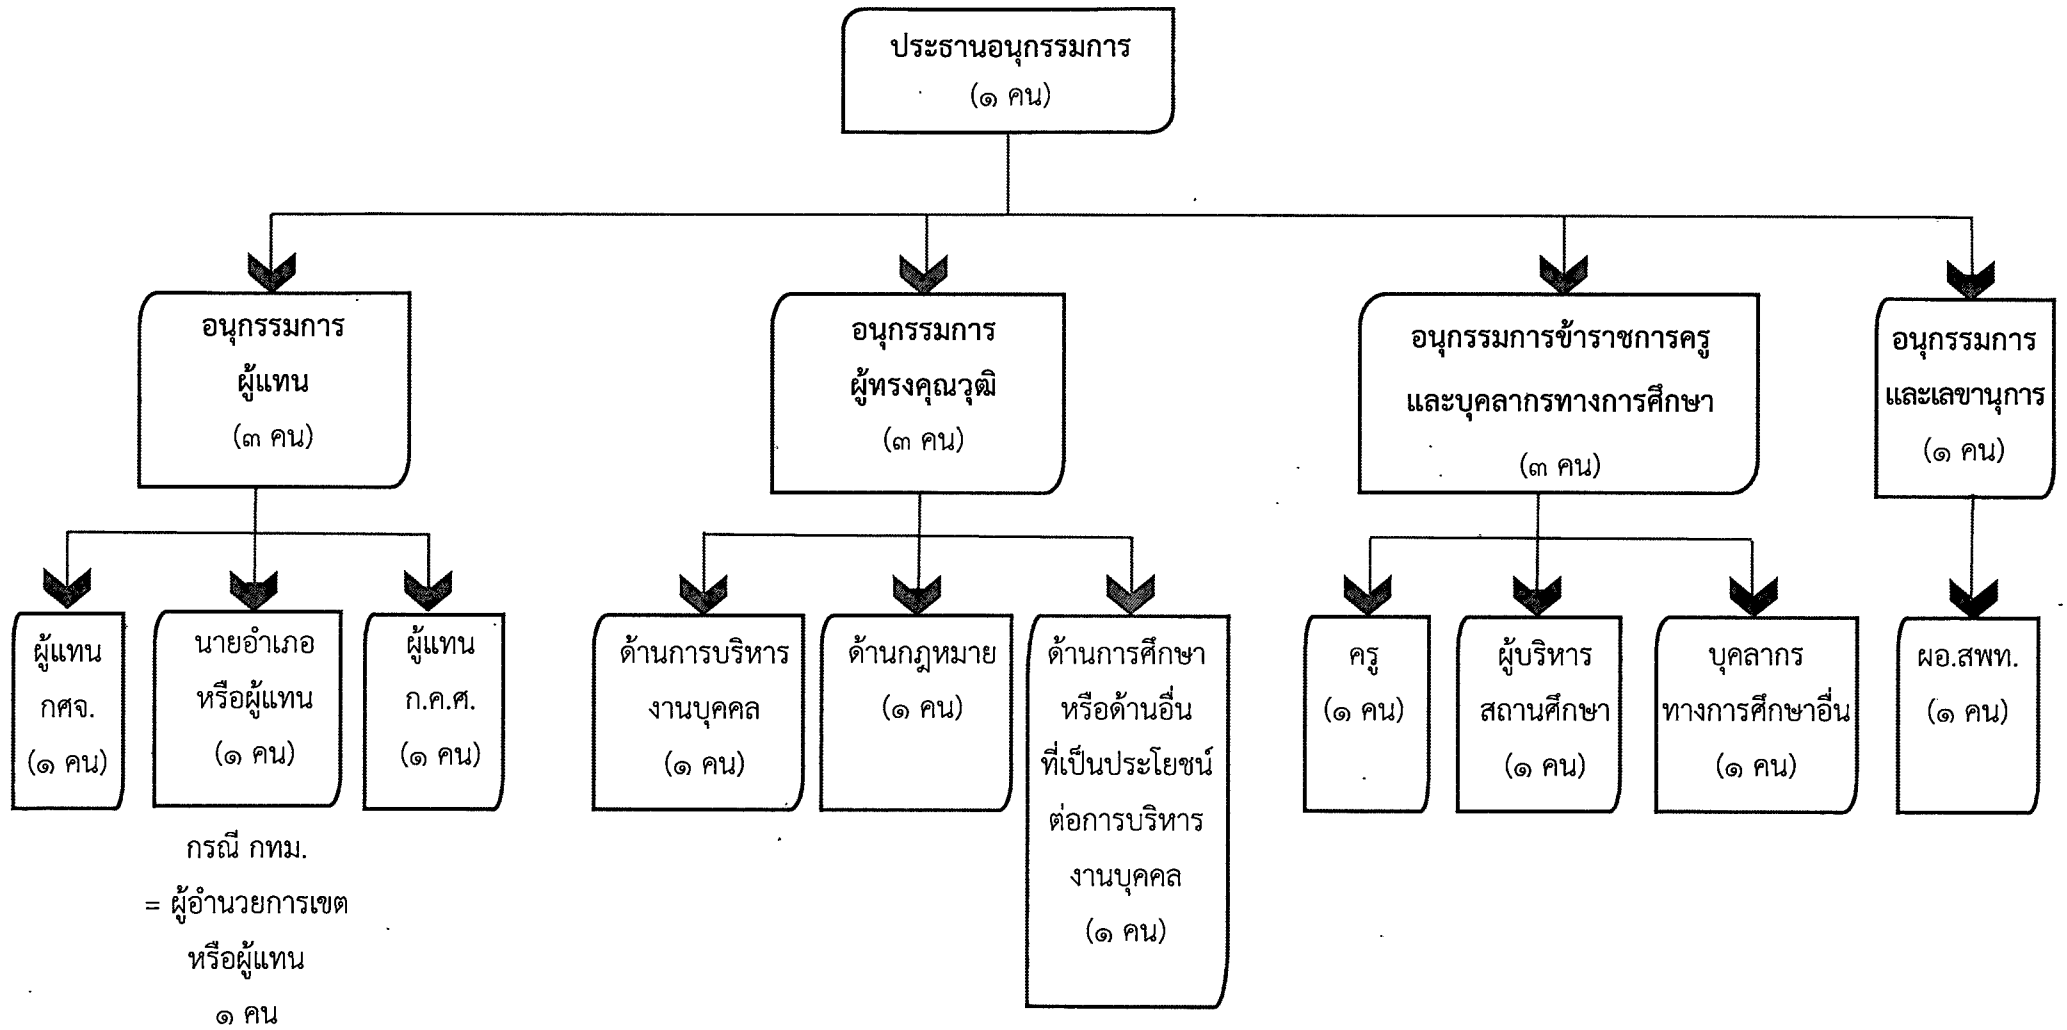 ประธานอนุกรรมการ
(๑ คน)
อนุกรรมการ
ผู้แทน
(๓ คน)
อนุกรรมการ
ผู้ทรงคุณวุฒิ
(๓ คน)
อนุกรรมการข้าราชการครู
และบุคลากรทางการศึกษา
(๓ คน)
อนุกรรมการ
และเลขานุการ
(๑ คน)
ผู้แทน
กศจ.
(๑ คน)
นายอำเภอ
หรือผู้แทน
(๑ คน)
กรณี กทม.
= ผู้อำนวยการเขต
หรือผู้แทน
๑ คน
ผู้แทน
ก.ค.ศ.
(๑ คน)
ด้านการบริหาร
งานบุคคล
(๑ คน)
ด้านกฎหมาย
(๑ คน)
ด้านการศึกษา
หรือด้านอื่น
ที่เป็นประโยชน์
ต่อการบริหาร
งานบุคคล
(๑ คน)
ครู
(๑ คน)
ผู้บริหาร
สถานศึกษา
(๑ คน)
บุคลากร
ทางการศึกษาอื่น
(๑ คน)
ผอ.สพท.
(๑ คน)